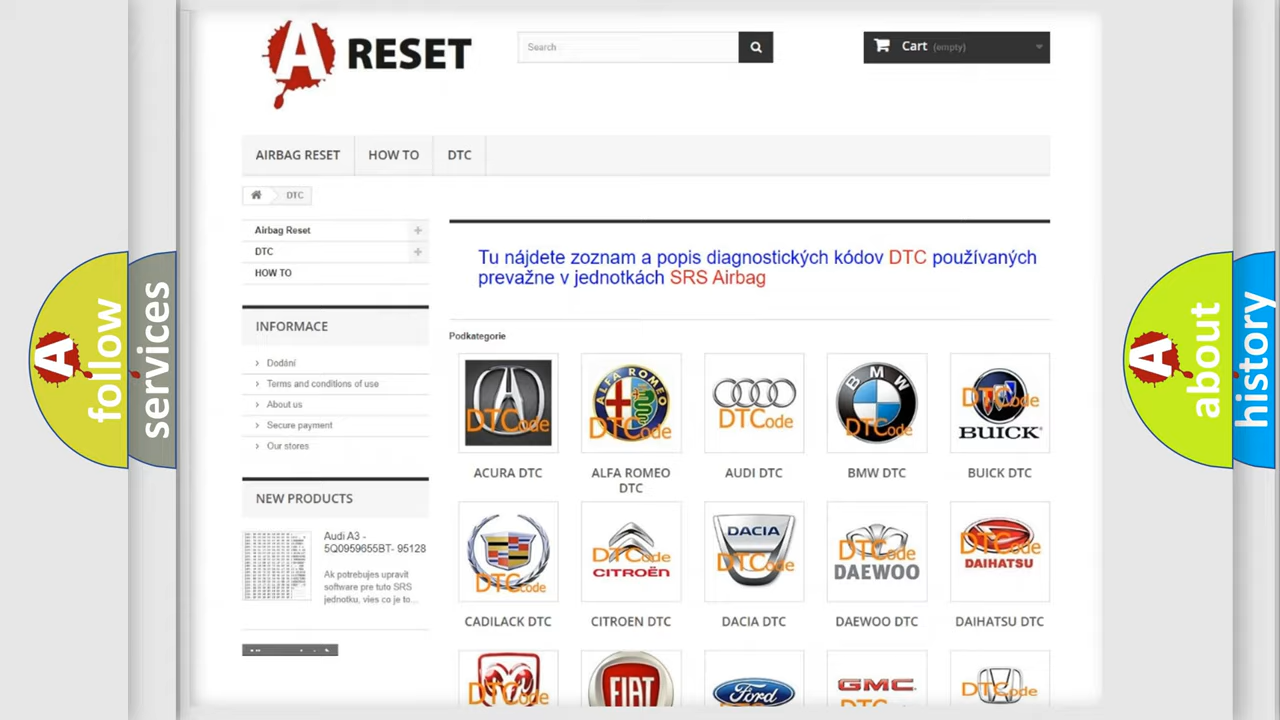 A RESET
Search
Cart (empty)
AIRBAG RESET
HOW TO
DTC
DTC
Airbag Reset
DTC
HOW TO
Tu nájdete zoznam a popis diagnostických kódov DTC používaných
prevažne v jednotkách SRS Airbag
INFORMACE
Dodání
Terms and conditions of use
About us
Secure payment
Our stores
Podkategorie
DTCode
ALFA ROMEO
DTCode
DTCode
BMW
DTCode
DTCode
BUICK
ACURA DTC
ALFA ROMEO
DTC
AUDI DTC
BMW DTC
BUICK DTC
NEW PRODUCTS
Audi A3 -
5Q0959655BT- 95128
Ak potrebujes upravit
software pre tuto SRS
jednotku, vies co je to...
DTCode
DTCode
CITROËN
DACIA
DTCode
DTCode
DAEWOO
DTCode
DAIHATSU
CADILACK DTC
CITROEN DTC
DACIA DTC
DAEWOO DTC
DAIHATSU DTC
DTCode
FIAT
Ford
GMC
DTCode
A
follow
services
A
about
history